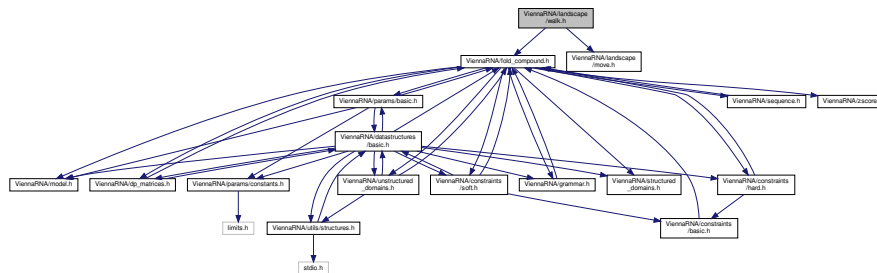 ViennaRNA/landscape
/walk.h
ViennaRNA/fold_compound.h
ViennaRNA/landscape
/move.h
ViennaRNA/params/basic.h
ViennaRNA/sequence.h
ViennaRNA/zscore
ViennaRNA/datastructures
/basic.h
ViennaRNA/model.h
ViennaRNA/dp_matrices.h
ViennaRNA/params/constants.h
ViennaRNA/unstructured
_domains.h
ViennaRNA/constraints
/soft.h
ViennaRNA/grammar.h
ViennaRNA/structured
_domains.h
ViennaRNA/constraints
/hard.h
limits.h
ViennaRNA/utils/structures.h
ViennaRNA/constraints
/basic.h
stdio.h